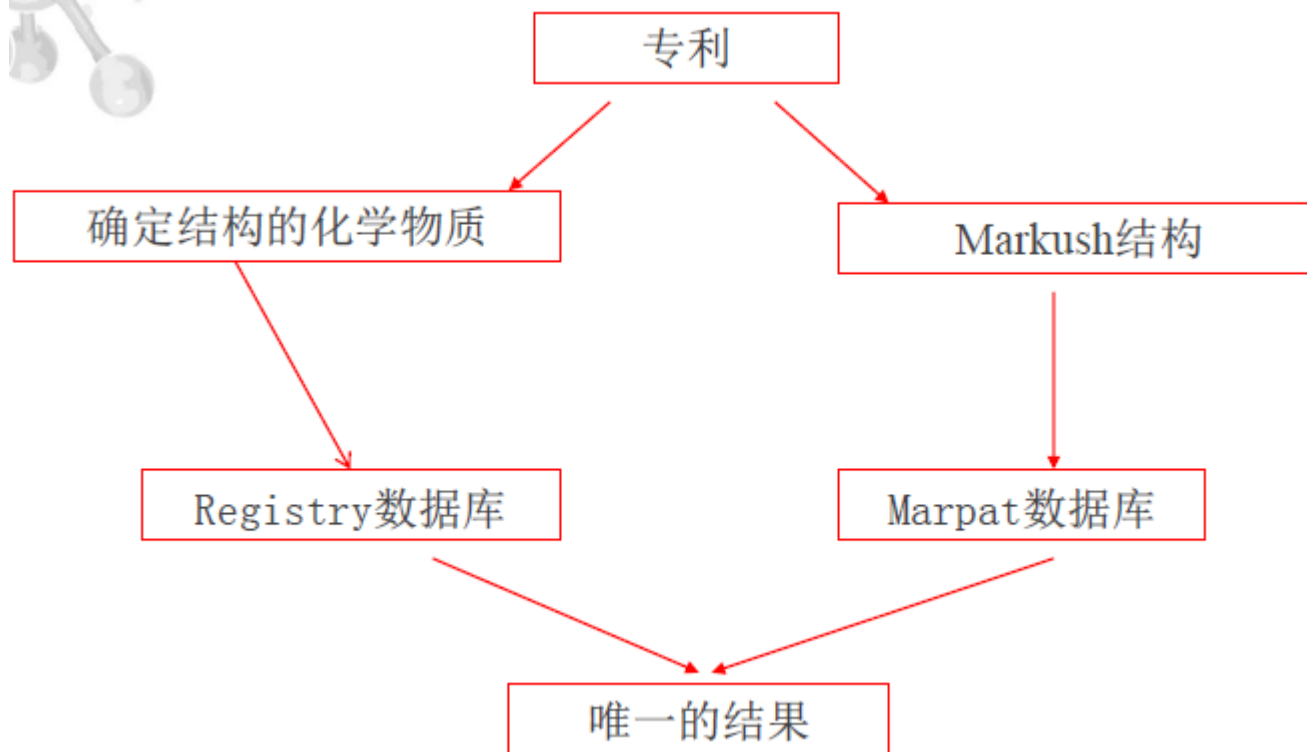 专利
确定结构的化学物质
Markush结构
Registry数据库
Marpat数据库
唯一的结果